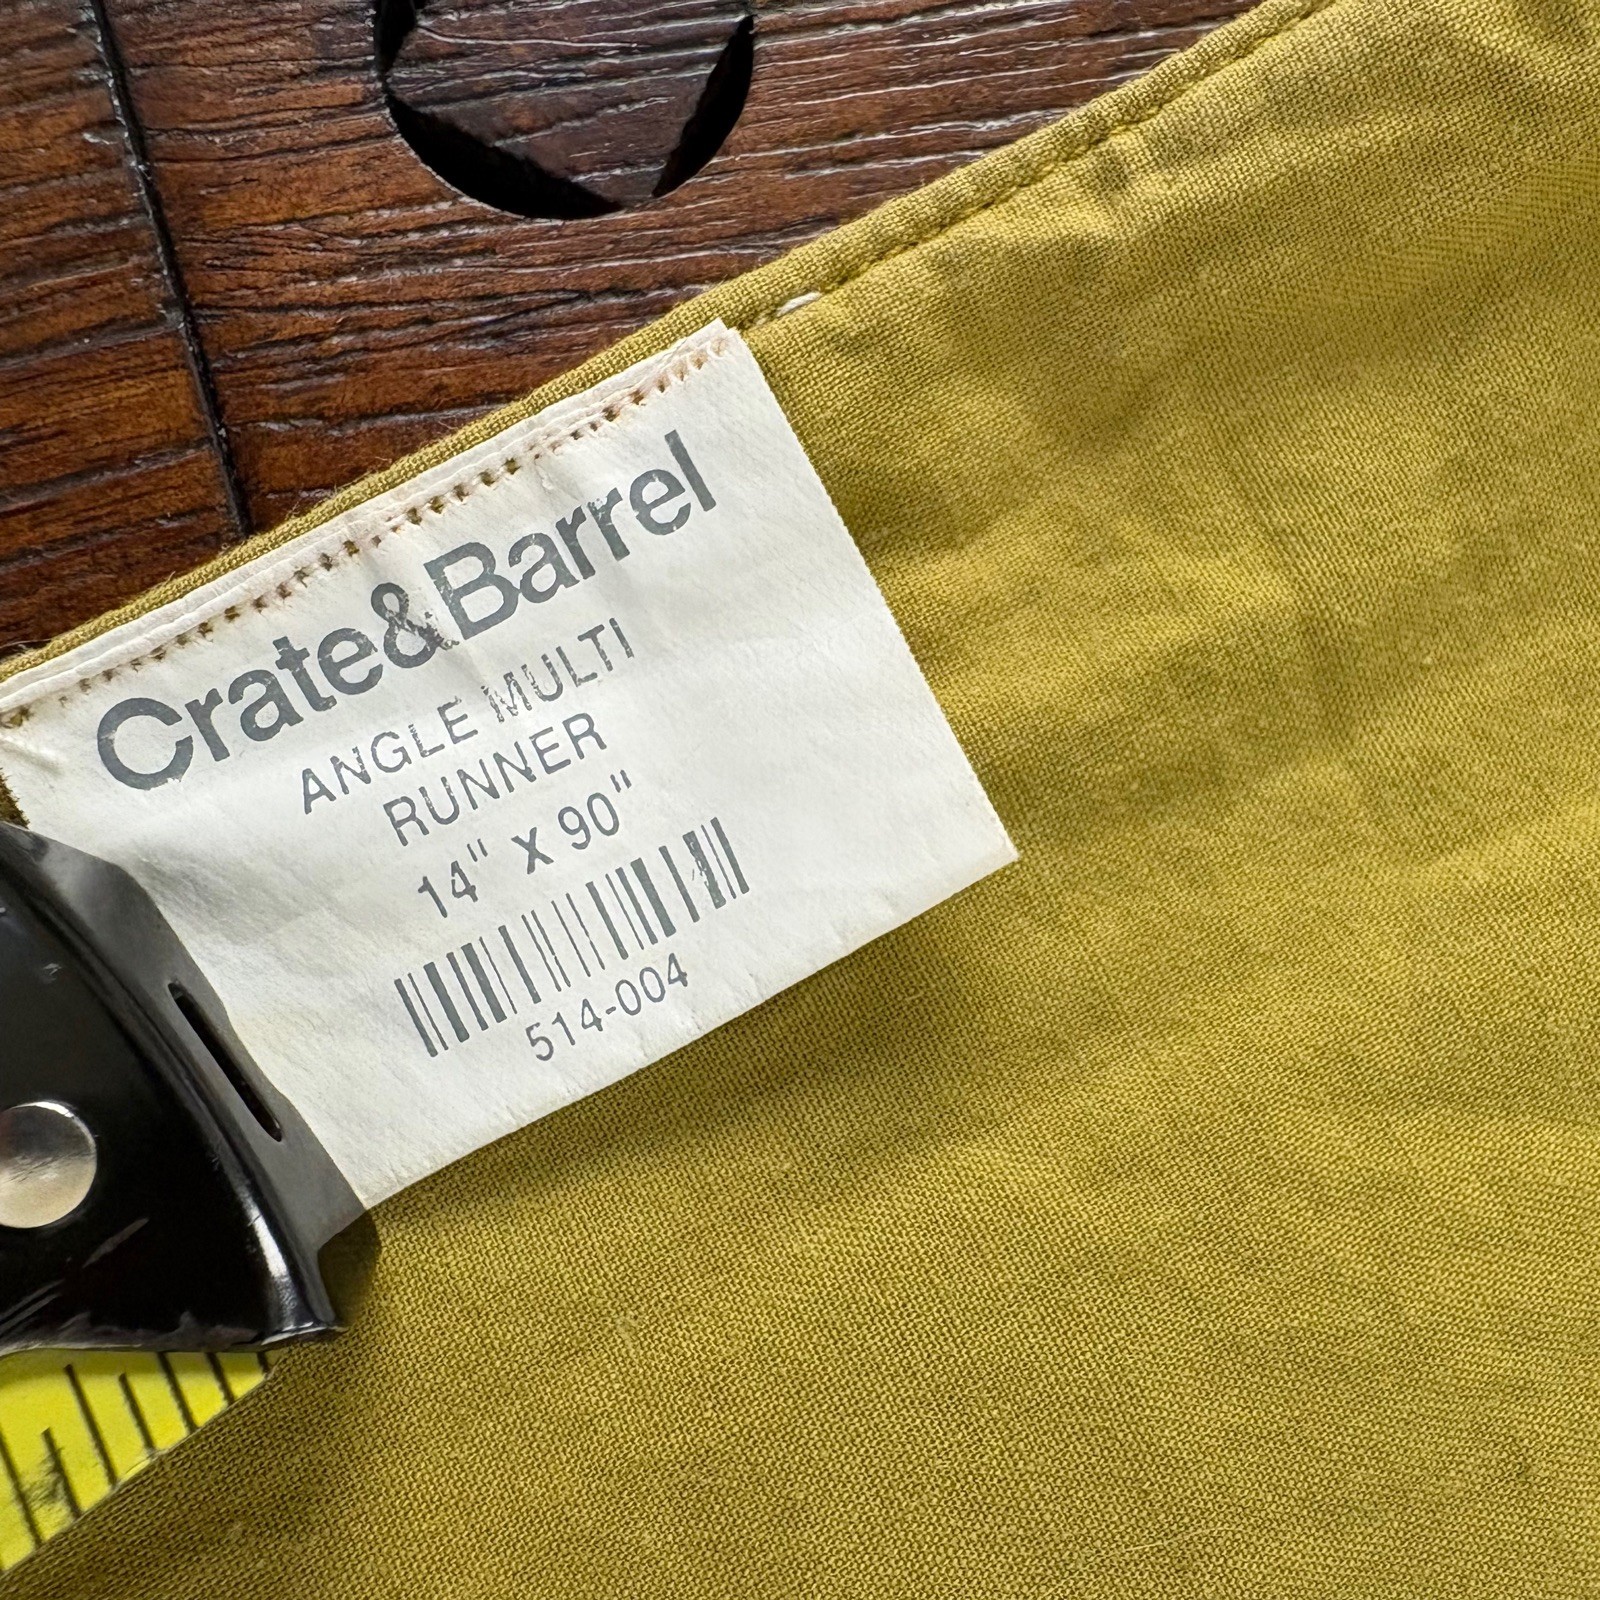 Crate&Barrel
ANGLE MULTI
RUNNER
14" X 90"
514-004